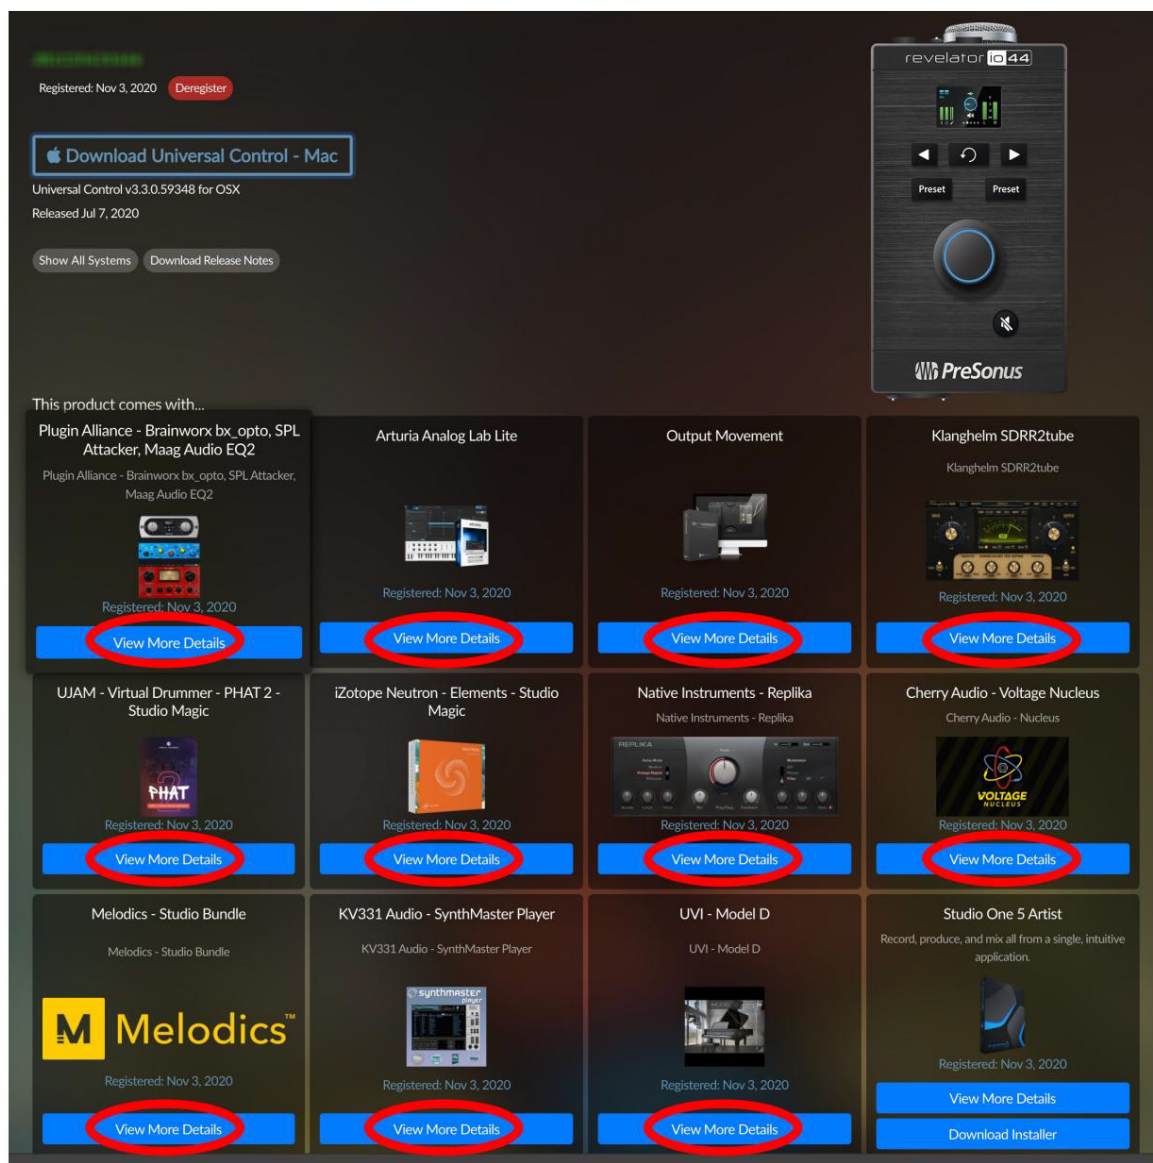 revelator io 44
Registered: Nov 3, 2020 Deregister
Download Universal Control - Mac
Universal Control v3.3.0.59348 for OSX
Released Jul 7, 2020
Show All Systems Download Release Notes
Preset Preset
PreSonus
This product comes with...
Plugin Alliance - Brainworx bx_opto, SPL
Attacker, Maag Audio EQ2
Plugin Alliance - Brainworx bx_opto, SPL Attacker,
Maag Audio EQ2
Registered: Nov 3, 2020
View More Details
Arturia Analog Lab Lite
Registered: Nov 3, 2020
View More Details
Output Movement
Registered: Nov 3, 2020
View More Details
Klanghelm SDRR2tube
Klanghelm SDRR2tube
Registered: Nov 3, 2020
View More Details
UJAM - Virtual Drummer - PHAT 2 -
Studio Magic
PHAT
Registered: Nov 3, 2020
View More Details
iZotope Neutron - Elements - Studio
Magic
Registered: Nov 3, 2020
View More Details
Native Instruments - Replika
Native Instruments - Replika
REPLIKA
Registered: Nov 3, 2020
View More Details
Cherry Audio - Voltage Nucleus
Cherry Audio - Nucleus
VOLTAGE
NUCLEUS
Registered: Nov 3, 2020
View More Details
Melodics - Studio Bundle
Melodics - Studio Bundle
M Melodics™
Registered: Nov 3, 2020
View More Details
KV331 Audio - SynthMaster Player
KV331 Audio - SynthMaster Player
synthmaster
player
Registered: Nov 3, 2020
View More Details
UVI - Model D
UVI - Model D
Registered: Nov 3, 2020
View More Details
Studio One 5 Artist
Record, produce, and mix all from a single, intuitive
application.
Registered: Nov 3, 2020
View More Details
Download Installer